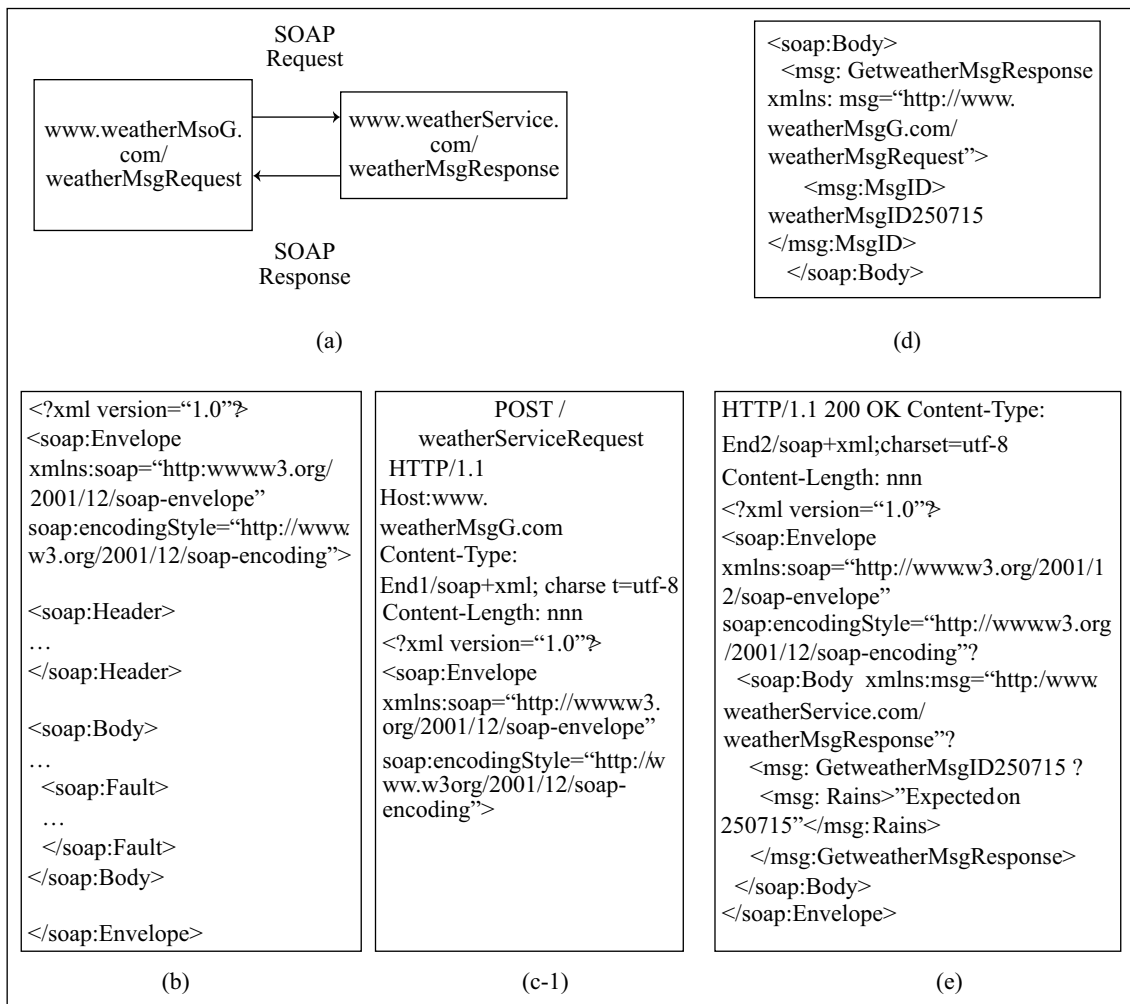 SOAP
Request
www.weatherMsoG.
com/
weatherMsgRequest
www.weatherService.
com/
weatherMsgResponse
SOAP
Response
(a)
<soap:Body>
<msg: GetweatherMsgResponse
xmlns: msg=“http://www.
weatherMsgG.com/
weatherMsgRequest”>
<msg:MsgID>
weatherMsgID250715
</msg:MsgID>
</soap:Body>
(d)
<?xml version=“1.0”?>
<soap:Envelope
xmlns:soap=“http:www.w3.org/
2001/12/soap-envelope”
soap:encodingStyle=“http://www.
w3.org/2001/12/soap-encoding”>
<soap:Header>
…
</soap:Header>
<soap:Body>
…
<soap:Fault>
…
</soap:Fault>
</soap:Body>
</soap:Envelope>
(b)
POST /
weatherServiceRequest
HTTP/1.1
Host:www.
weatherMsgG.com
Content-Type:
End1/soap+xml; charse t=utf-8
Content-Length: nnn
<?xml version=“1.0”?>
<soap:Envelope
xmlns:soap=“http://www.w3.
org/2001/12/soap-envelope”
soap:encodingStyle=“http://w
ww.w3org/2001/12/soap-
encoding”>
(c-1)
HTTP/1.1 200 OK Content-Type:
End2/soap+xml;charset=utf-8
Content-Length: nnn
<?xml version=“1.0”?>
<soap:Envelope
xmlns:soap=“http://www.w3.org/2001/1
2/soap-envelope”
soap:encodingStyle=“http://www.w3.org
/2001/12/soap-encoding”?
<soap:Body xmlns:msg=“http:/www.
weatherService.com/
weatherMsgResponse”?
<msg: GetweatherMsgID250715 ?
<msg: Rains>”Expected on
250715”</msg:Rains>
</msg:GetweatherMsgResponse>
</soap:Body>
</soap:Envelope>
(e)